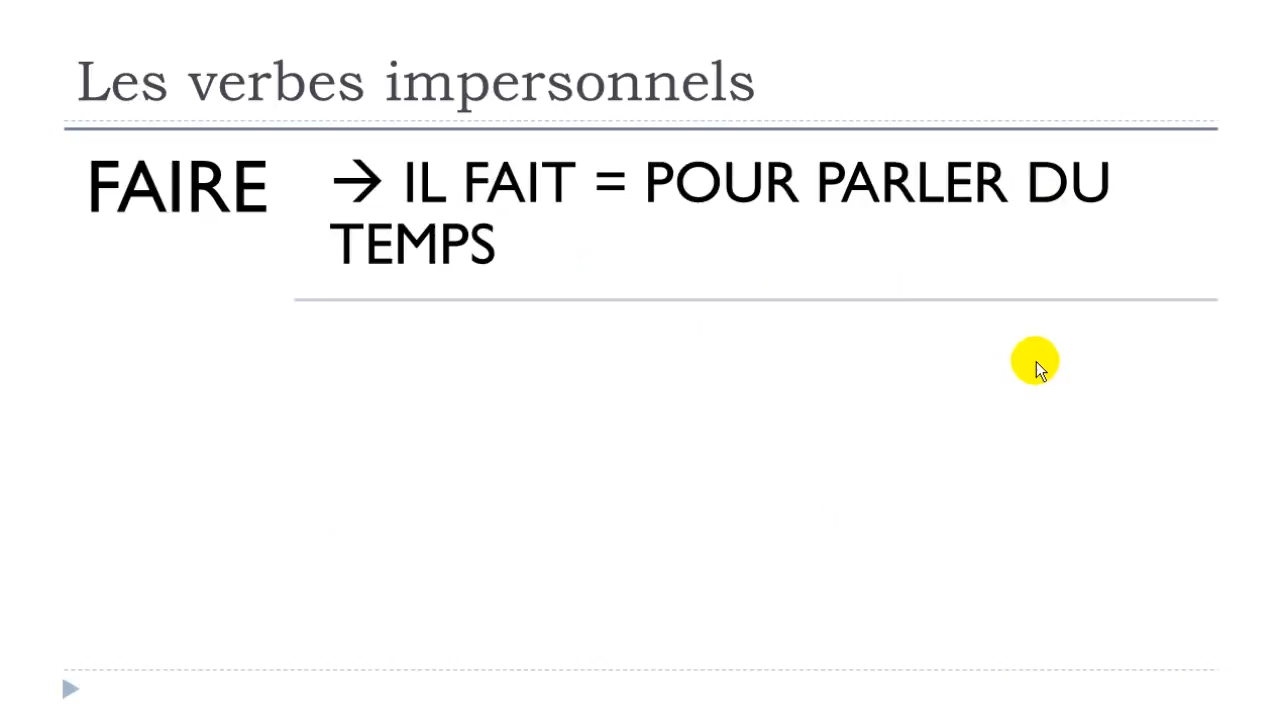 Les verbes impersonnels
FAIRE
→ IL FAIT = POUR PARLER DU
TEMPS